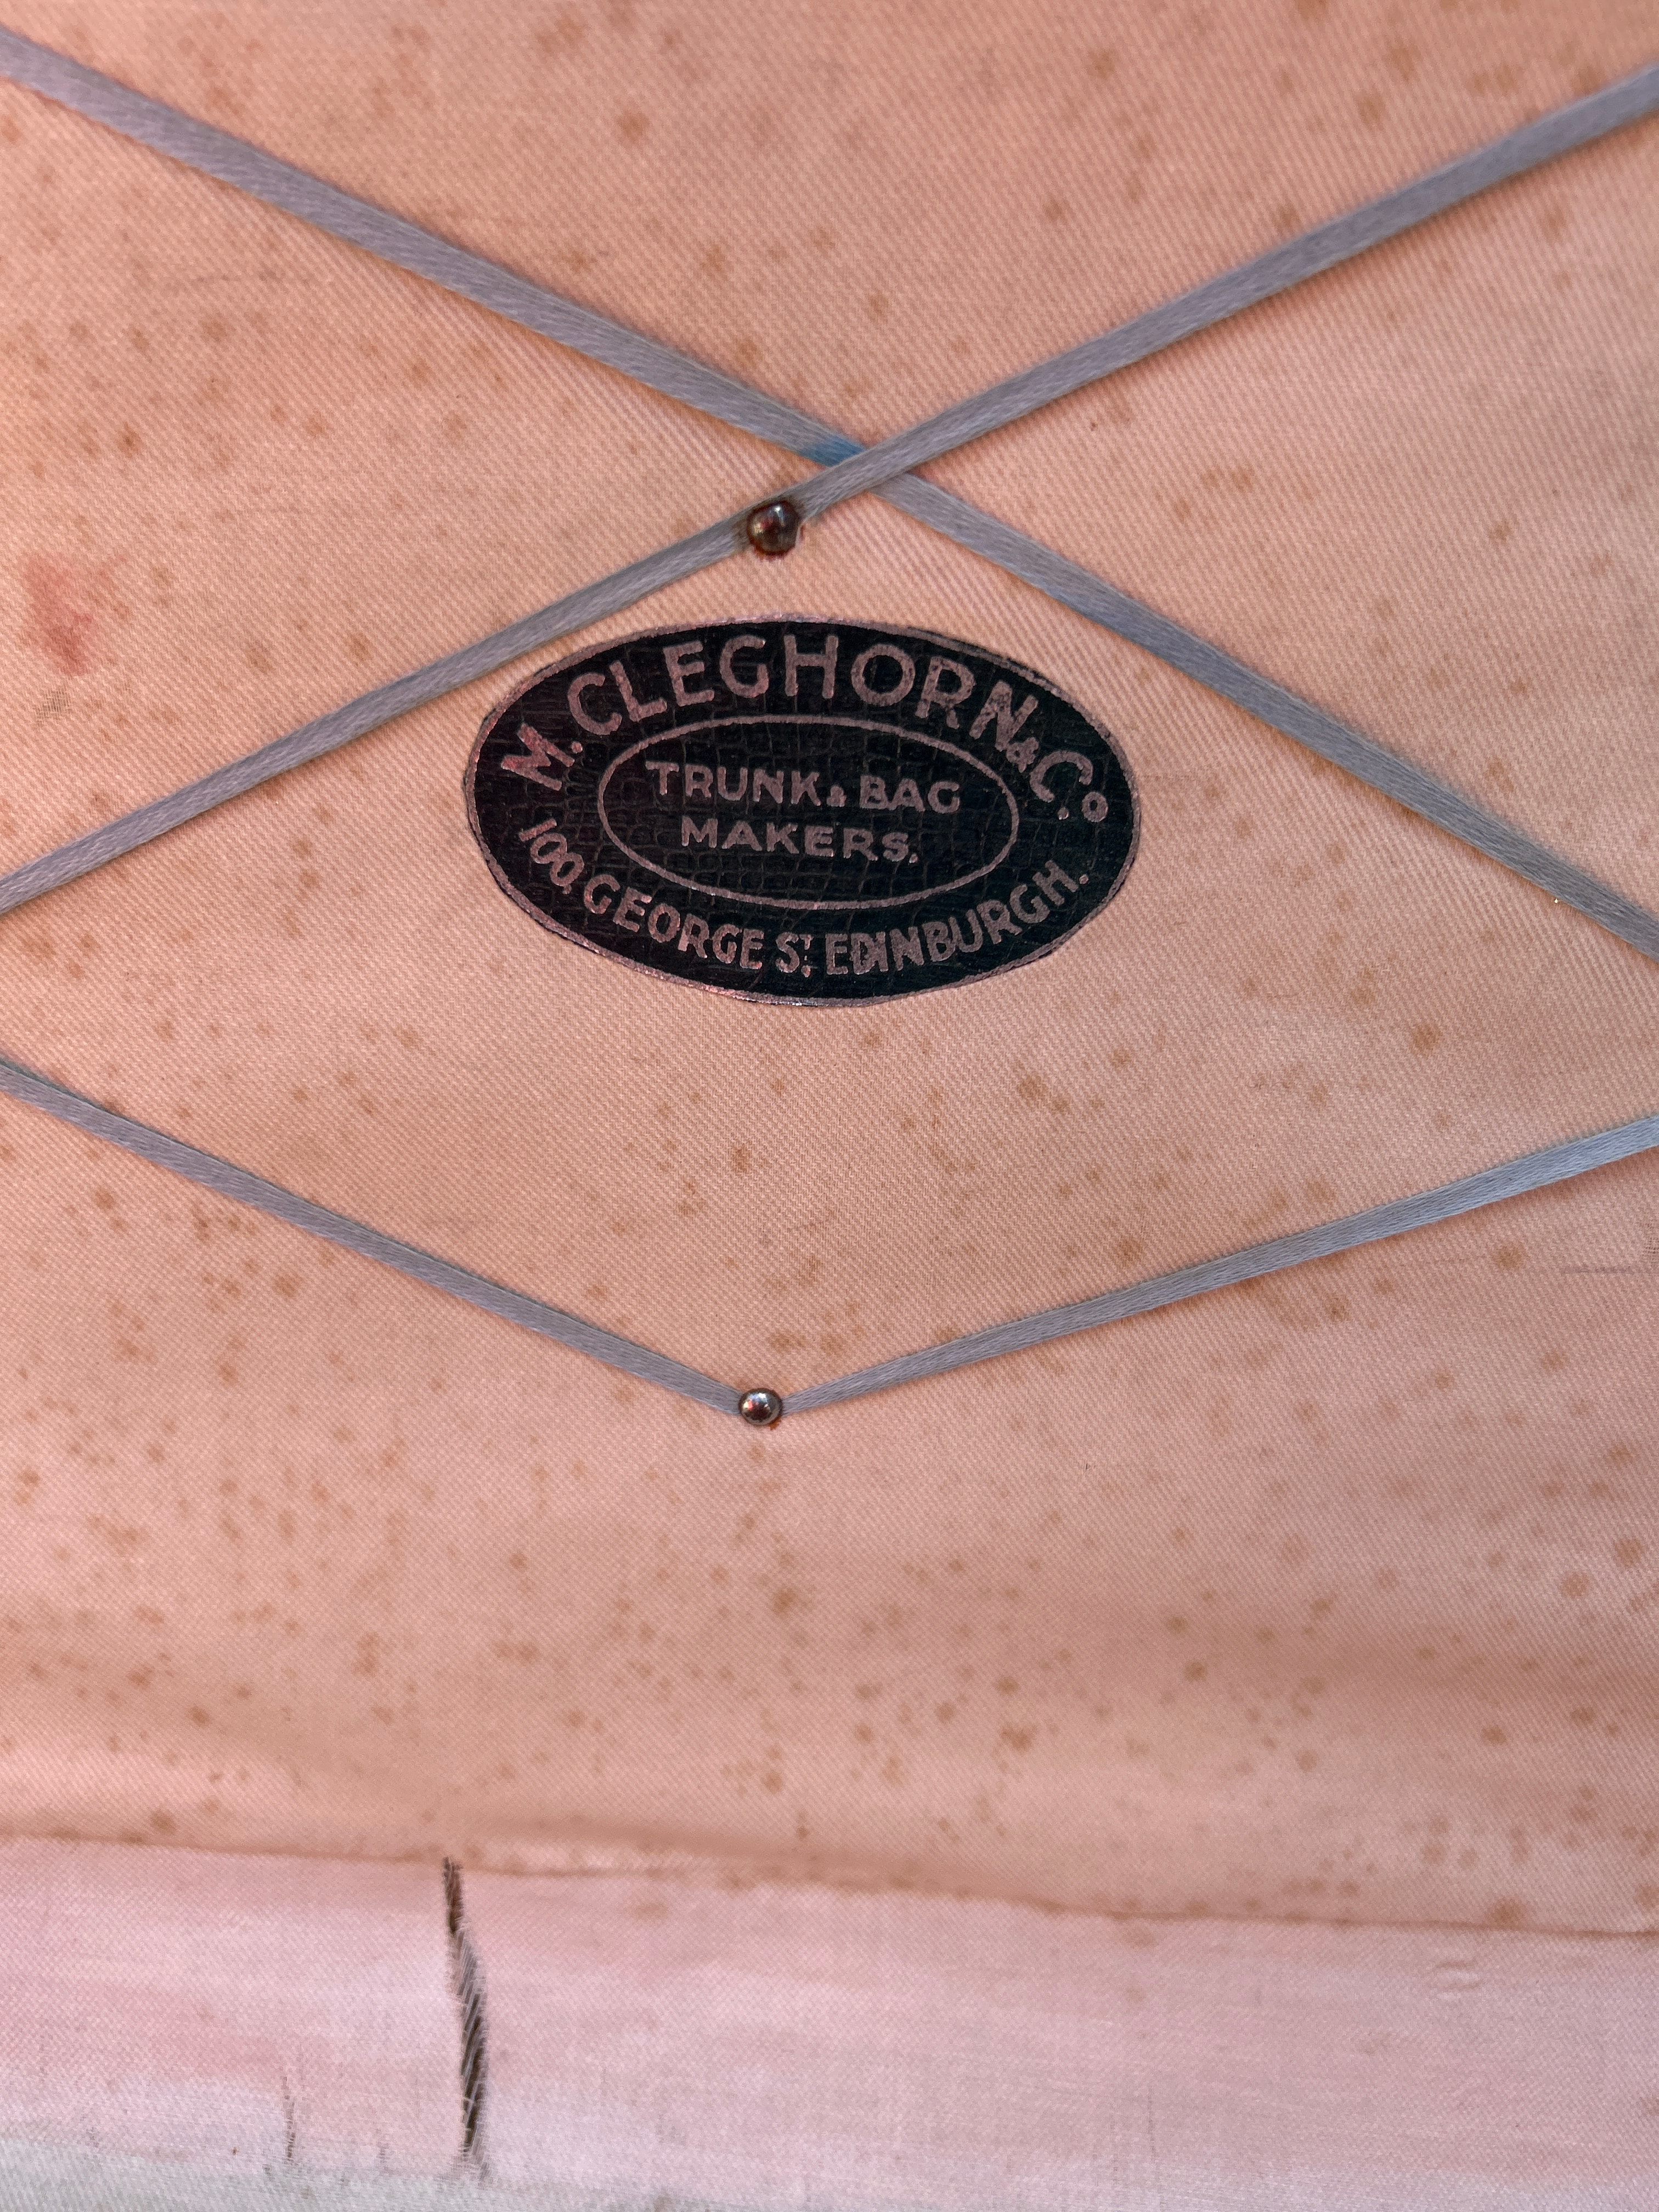 M. CLEGHORN & Co.
TRUNK & BAG
MAKERS.
100, GEORGE ST. EDINBURGH.